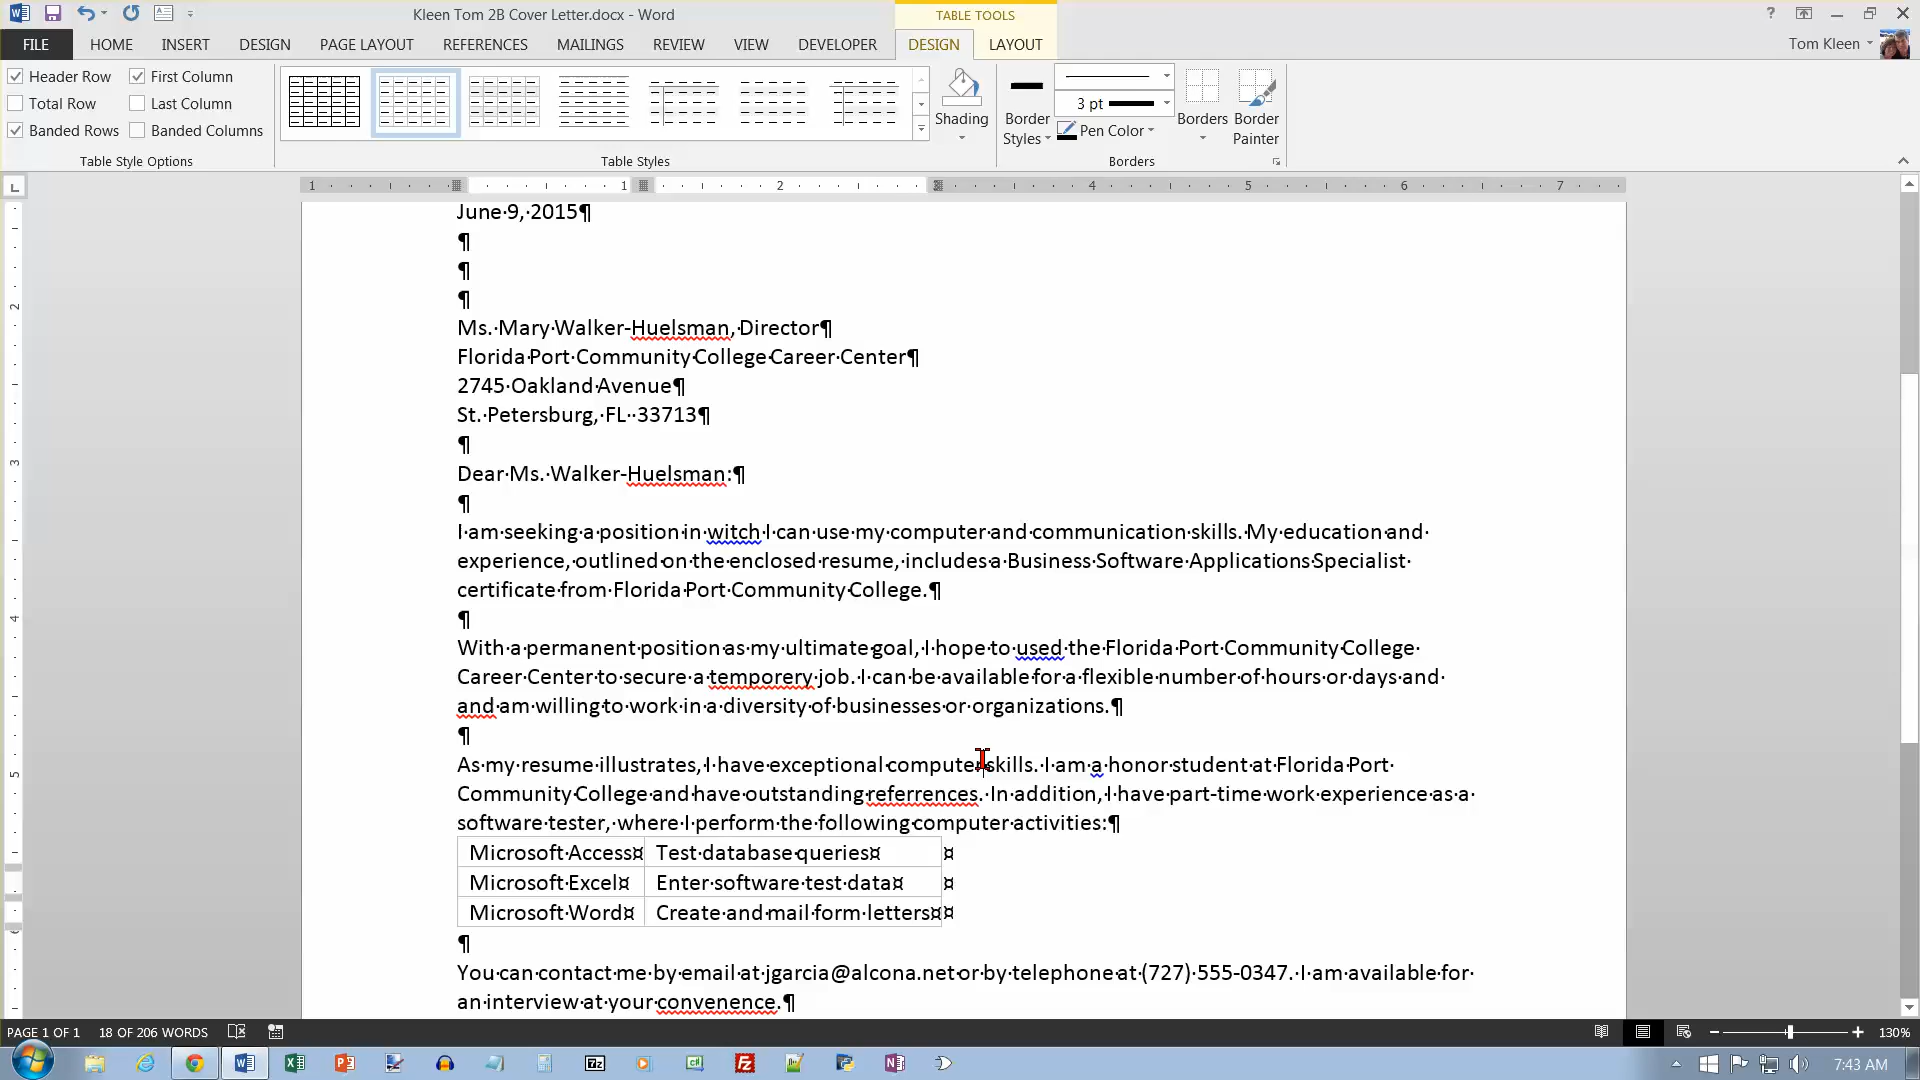 Kleen Tom 2B Cover Letter.docx - Word
TABLE TOOLS
?
FILE
HOME
INSERT
DESIGN
PAGE LAYOUT
REFERENCES
MAILINGS
REVIEW
VIEW
DEVELOPER
DESIGN
LAYOUT
Tom Kleen
Header Row
First Column
Total Row
Last Column
Banded Rows
Banded Columns
Table Style Options
Table Styles
Shading
Border Styles
3 pt
Pen Color
Borders
Border Painter
Borders
1 1 2 3 4 5 6 7
2
3
4
5
June 9, 2015¶
¶
¶
¶
Ms. Mary Walker-Huelsman, Director¶
Florida Port Community College Career Center¶
2745 Oakland Avenue¶
St. Petersburg, FL  33713¶
¶
Dear Ms. Walker-Huelsman:¶
¶
I am seeking a position in witch I can use my computer and communication skills. My education and
experience, outlined on the enclosed resume, includes a Business Software Applications Specialist
certificate from Florida Port Community College.¶
¶
With a permanent position as my ultimate goal, I hope to used the Florida Port Community College
Career Center to secure a temporery job. I can be available for a flexible number of hours or days and
and am willing to work in a diversity of businesses or organizations.¶
¶
As my resume illustrates, I have exceptional computer skills. I am a honor student at Florida Port
Community College and have outstanding referrences. In addition, I have part-time work experience as a
software tester, where I perform the following computer activities:¶
Microsoft Access¤ Test database queries¤ ¤
Microsoft Excel¤ Enter software test data¤ ¤
Microsoft Word¤ Create and mail form letters¤ ¤
¶
You can contact me by email at jgarcia@alcona.net or by telephone at (727) 555-0347. I am available for
an interview at your convenence.¶
PAGE 1 OF 1
18 OF 206 WORDS
130%
7:43 AM